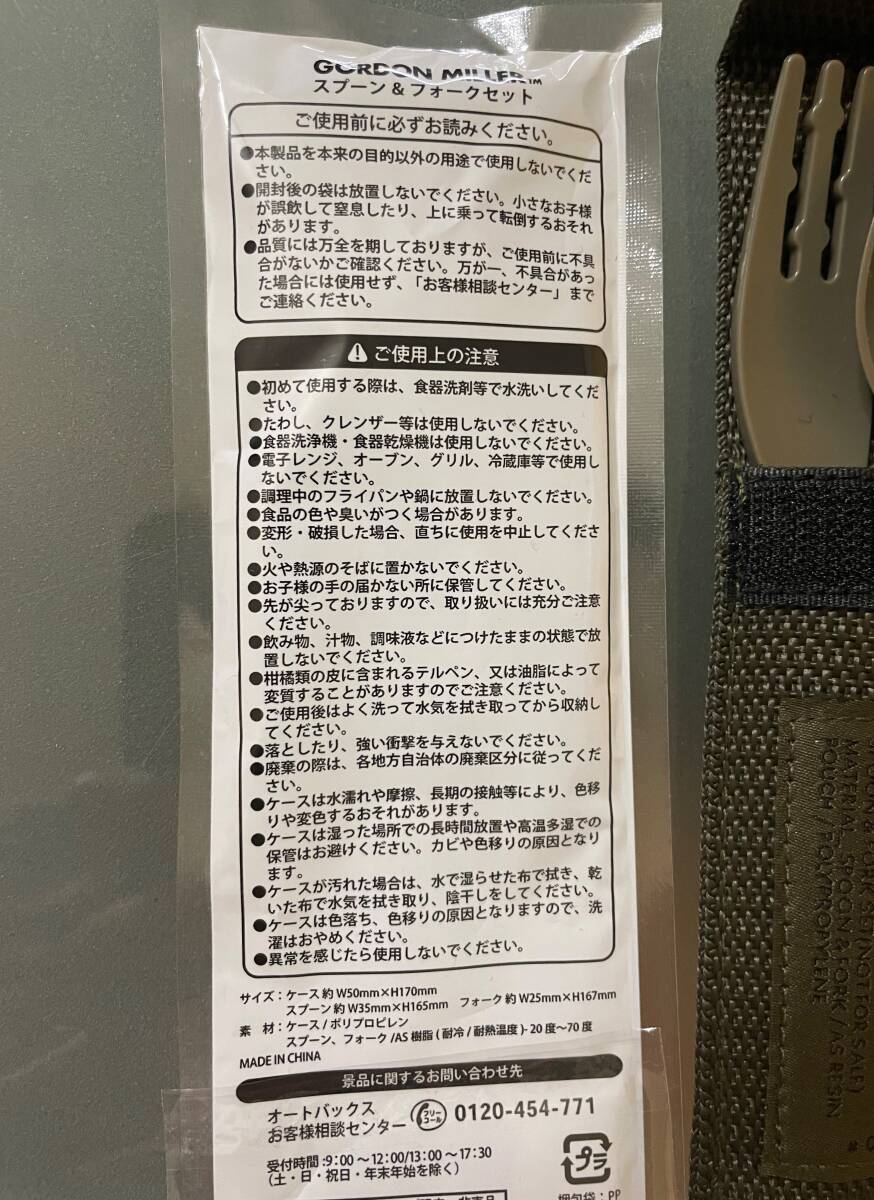 GORDON MILLER™
スプーン&フォークセット
ご使用前に必ずお読みください。
●本製品を本来の目的以外の用途で使用しないでくだ
さい。
●開封後の袋は放置しないでください。小さなお子様
が誤飲して窒息したり、上に乗って転倒するおそれ
があります。
●品質には万全を期しておりますが、ご使用前に不具
合がないかご確認ください。万が一、不具合があっ
た場合には使用せず、「お客様相談センター」まで
ご連絡ください。
ご使用上の注意
●初めて使用する際は、食器洗剤等で水洗いしてくだ
さい。
●たわし、クレンザー等は使用しないでください。
●食器洗浄機・食器乾燥機は使用しないでください。
●電子レンジ、オーブン、グリル、冷蔵庫等で使用し
ないでください。
●調理中のフライパンや鍋に放置しないでください。
●食品の色や臭いがつく場合があります。
●変形・破損した場合、直ちに使用を中止してくださ
い。
●火や熱源のそばに置かないでください。
●お子様の手の届かない所に保管してください。
●先が尖っておりますので、取り扱いには充分ご注意
ください。
●飲み物、汁物、調味液などにつけたままの状態で放
置しないでください。
●柑橘類の皮に含まれるテルペン、又は油脂によって
変質することがありますのでご注意ください。
●ご使用後はよく洗って水気を拭き取ってから収納し
てください。
●落としたり、強い衝撃を与えないでください。
●廃棄の際は、各地方自治体の廃棄区分に従ってくだ
さい。
●ケースは水濡れや摩擦、長期の接触等により、色移
りや変色するおそれがあります。
●ケースは湿った場所での長時間放置や高温多湿での
保管はお避けください。カビや色移りの原因となり
ます。
●ケースが汚れた場合は、水で湿らせた布で拭き、乾
いた布で水気を拭き取り、陰干しをしてください。
●ケースは色落ち、色移りの原因となりますので、洗
濯はおやめください。
●異常を感じたら使用しないでください。
サイズ：ケース 約 W50mm×H170mm
スプーン約 W35mm×H165mm フォーク 約 W25mm×H167mm
素 材：ケース / ポリプロピレン
スプーン、フォーク /AS 樹脂 ( 耐冷 / 耐熱温度 )- 20 度～70 度
MADE IN CHINA
景品に関するお問い合わせ先
オートバックス
お客様相談センター
フリーコール
0120-454-771
受付時間 :9：00 ～ 12：00/13：00 ～ 17：30
（土・日・祝日・年末年始を除く）
プラ
梱包袋：PP
非売品
(NOT FOR SALE)
MATERIAL SPOON & FORK / AS RESIN
POUCH / POLYPROPYLENE